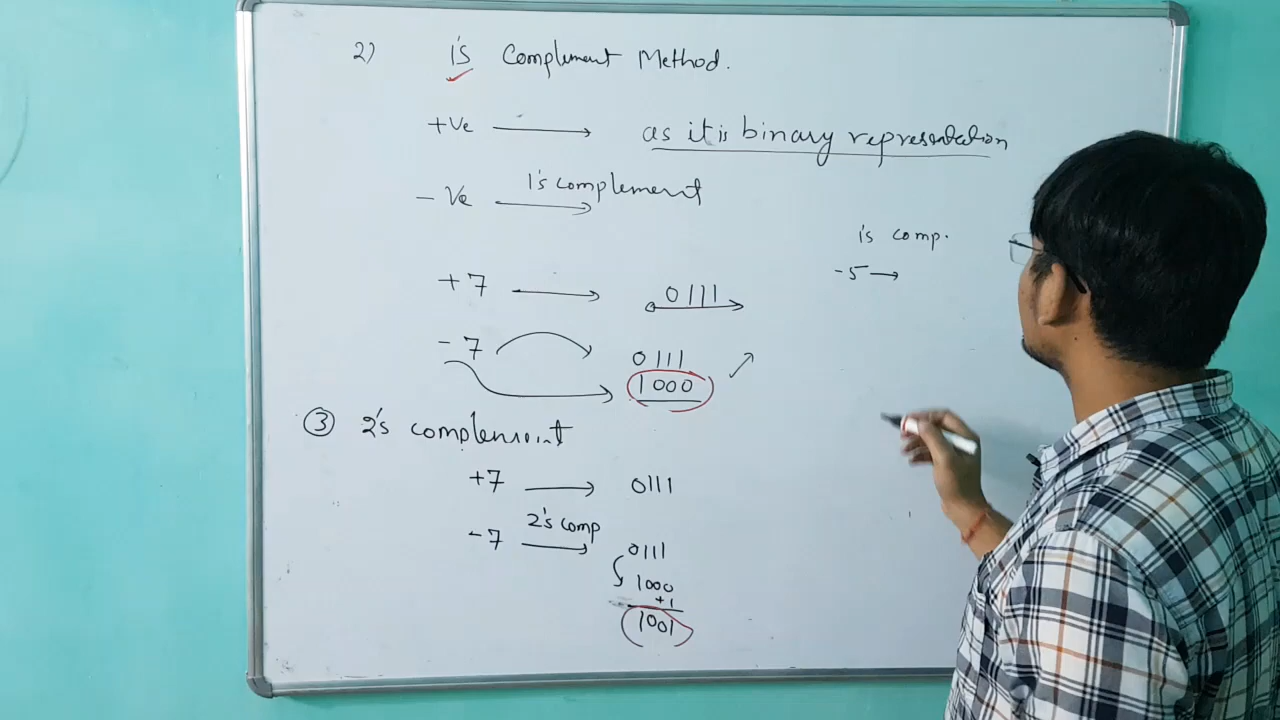 2) 1's Complement Method.
+ve → as it is binary representation
- ve 1's complement →
1's comp.
-5 →
+7 → 0111
- 7 → 0111
→ 1000
③ 2's complement
+7 → 0111
-7 2's comp → 0111
1000
+1
1001